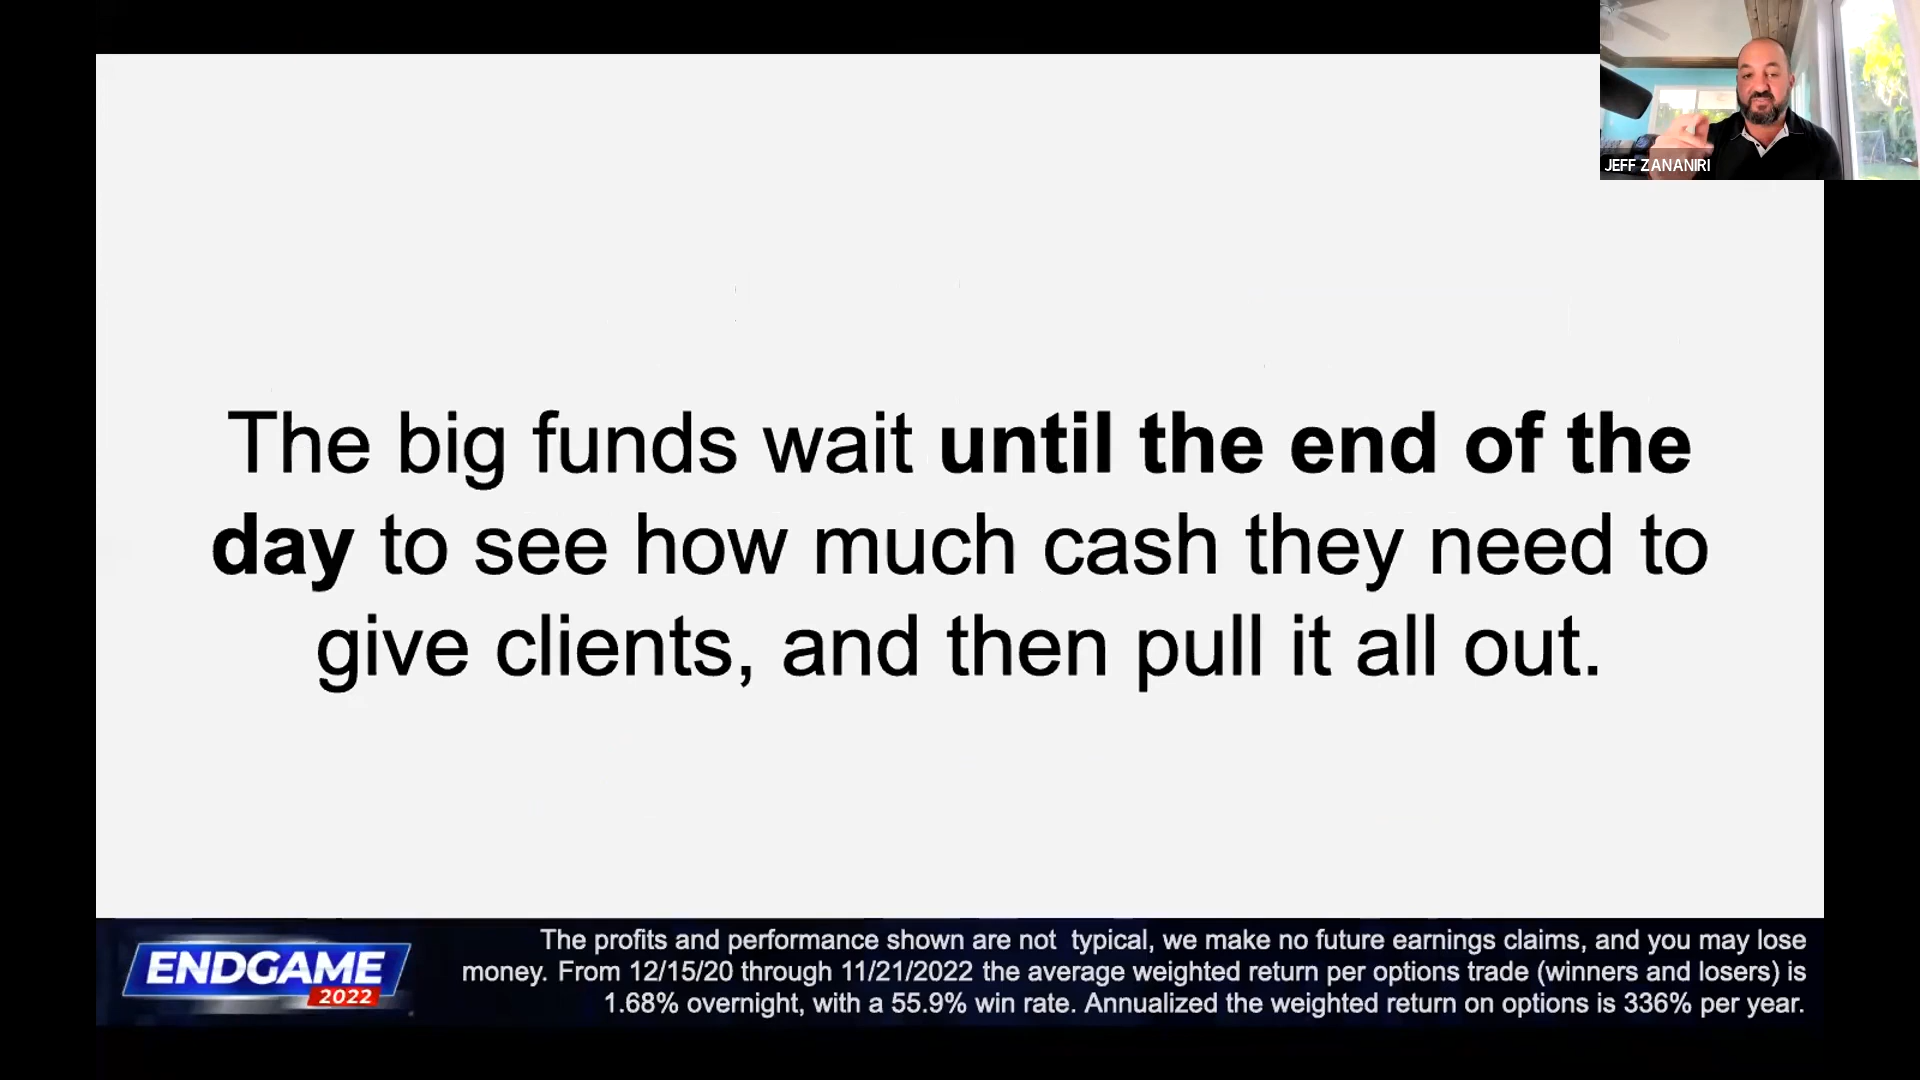 JEFF ZANANIRI
The big funds wait until the end of the
day to see how much cash they need to
give clients, and then pull it all out.
ENDGAME
2022
The profits and performance shown are not typical, we make no future earnings claims, and you may lose
money. From 12/15/20 through 11/21/2022 the average weighted return per options trade (winners and losers) is
1.68% overnight, with a 55.9% win rate. Annualized the weighted return on options is 336% per year.